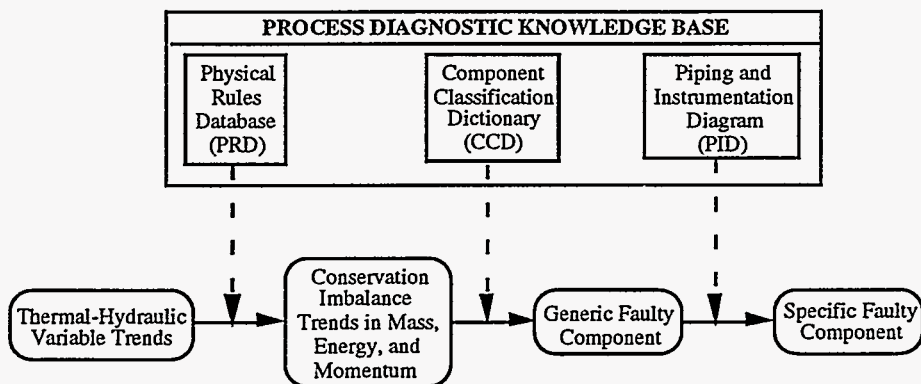 PROCESS DIAGNOSTIC KNOWLEDGE BASE
Physical
Rules
Database
(PRD)
Component
Classification
Dictionary
(CCD)
Piping and
Instrumentation
Diagram
(PID)
Thermal-Hydraulic
Variable Trends
Conservation
Imbalance
Trends in Mass,
Energy, and
Momentum
Generic Faulty
Component
Specific Faulty
Component